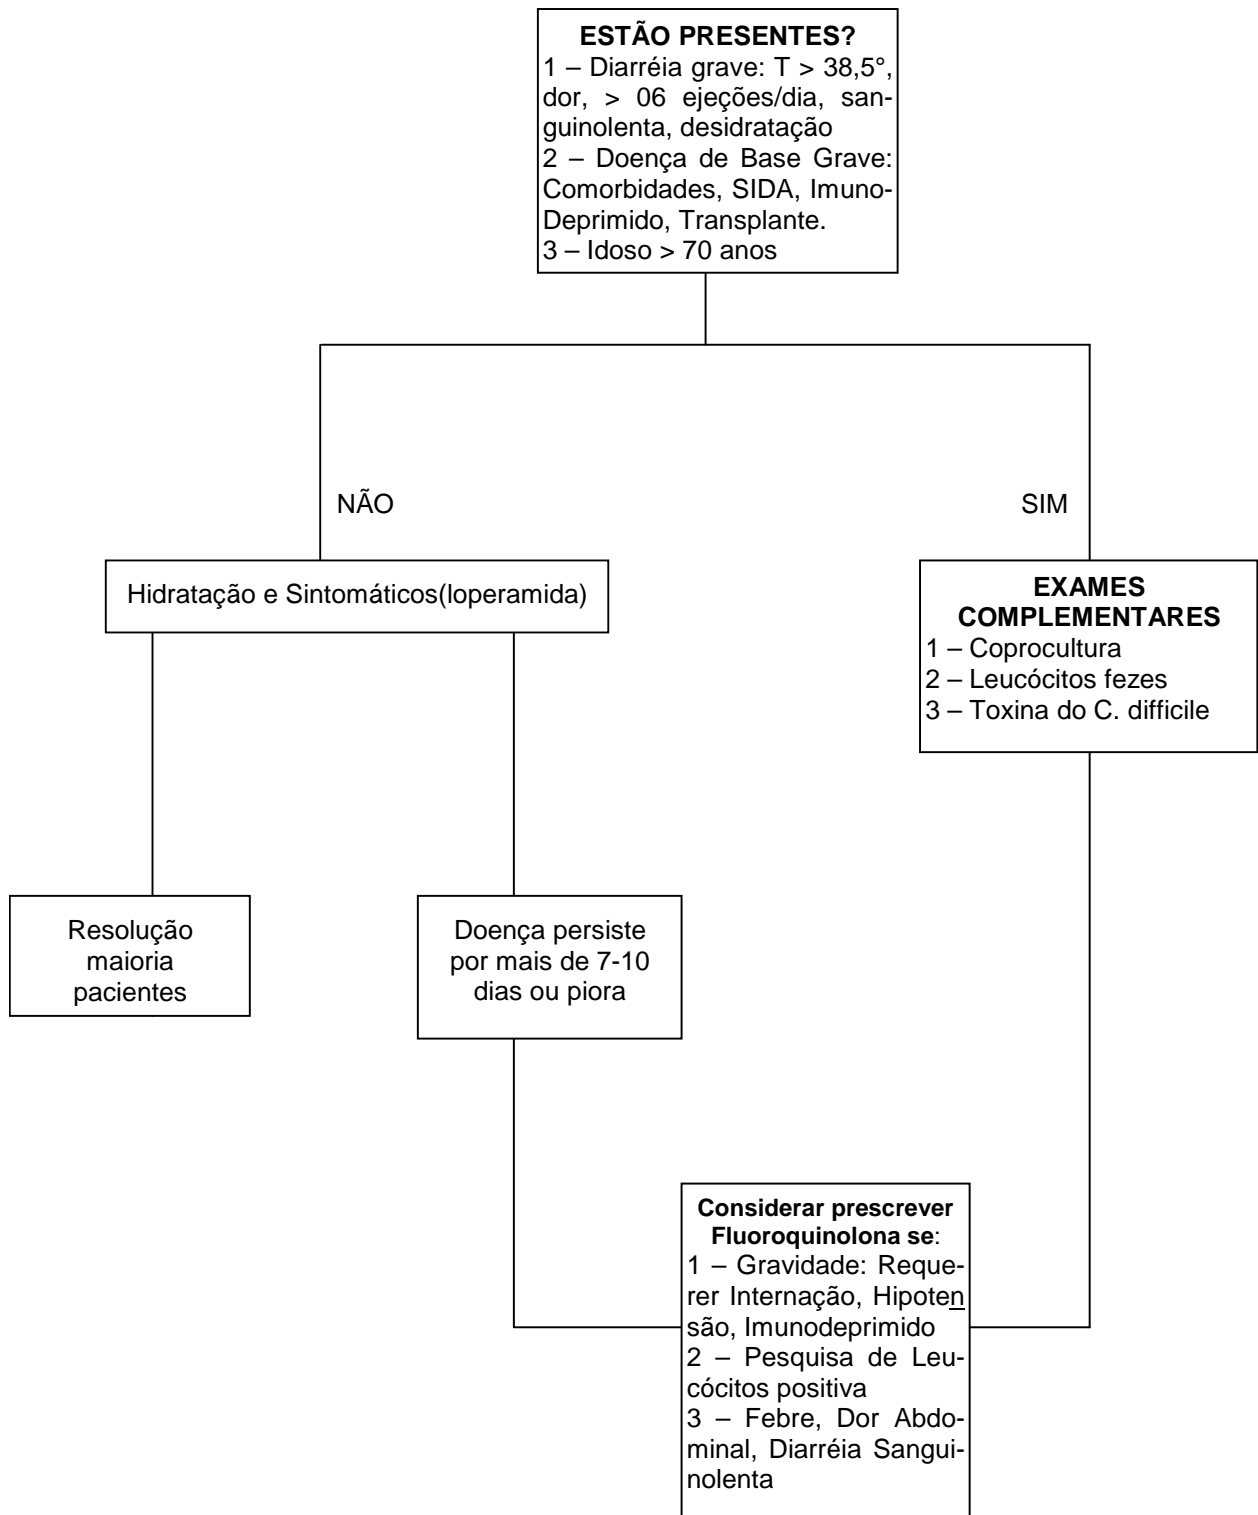 ESTÃO PRESENTES?
1 – Diarréia grave: T > 38,5°,
dor, > 06 ejeções/dia, san-
guinolenta, desidratação
2 – Doença de Base Grave:
Comorbidades, SIDA, Imuno-
Deprimido, Transplante.
3 – Idoso > 70 anos
NÃO
SIM
Hidratação e Sintomáticos(loperamida)
EXAMES
COMPLEMENTARES
1 – Coprocultura
2 – Leucócitos fezes
3 – Toxina do C. difficile
Resolução
maioria
pacientes
Doença persiste
por mais de 7-10
dias ou piora
Considerar prescrever
Fluoroquinolona se:
1 – Gravidade: Reque-
rer Internação, Hipoten
são, Imunodeprimido
2 – Pesquisa de Leu-
cócitos positiva
3 – Febre, Dor Abdo-
minal, Diarréia Sangui-
nolenta